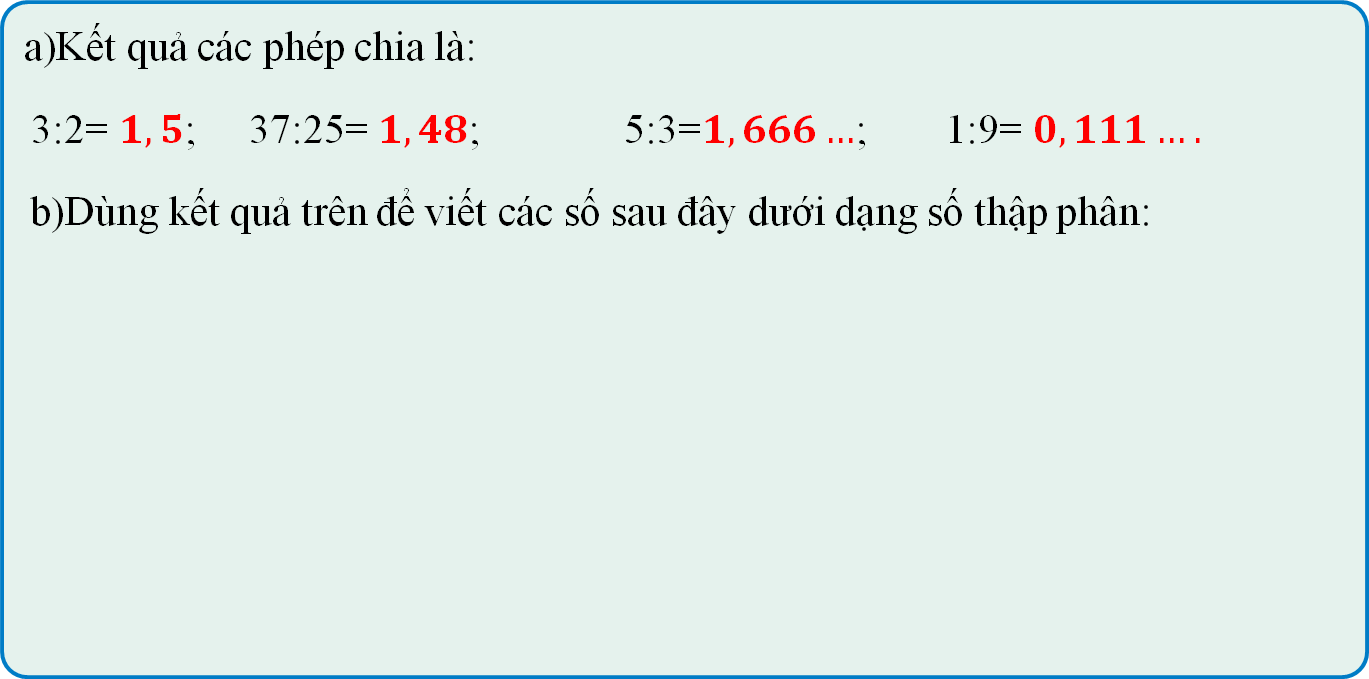 a)Kết quả các phép chia là:
3:2= 1,5; 37:25= 1,48; 5:3=1,666 ...; 1:9= 0,111 ... .
b)Dùng kết quả trên để viết các số sau đây dưới dạng số thập phân: